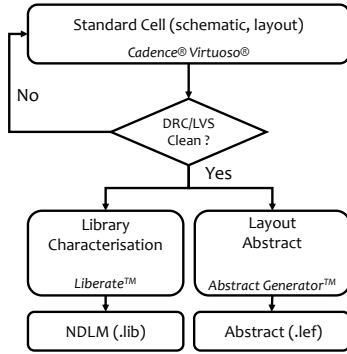 Standard Cell (schematic, layout)
Cadence® Virtuoso®
No
DRC/LVS
Clean ?
Yes
Library
Characterisation
Liberate™
Layout
Abstract
Abstract Generator™
NDLM (.lib)
Abstract (.lef)